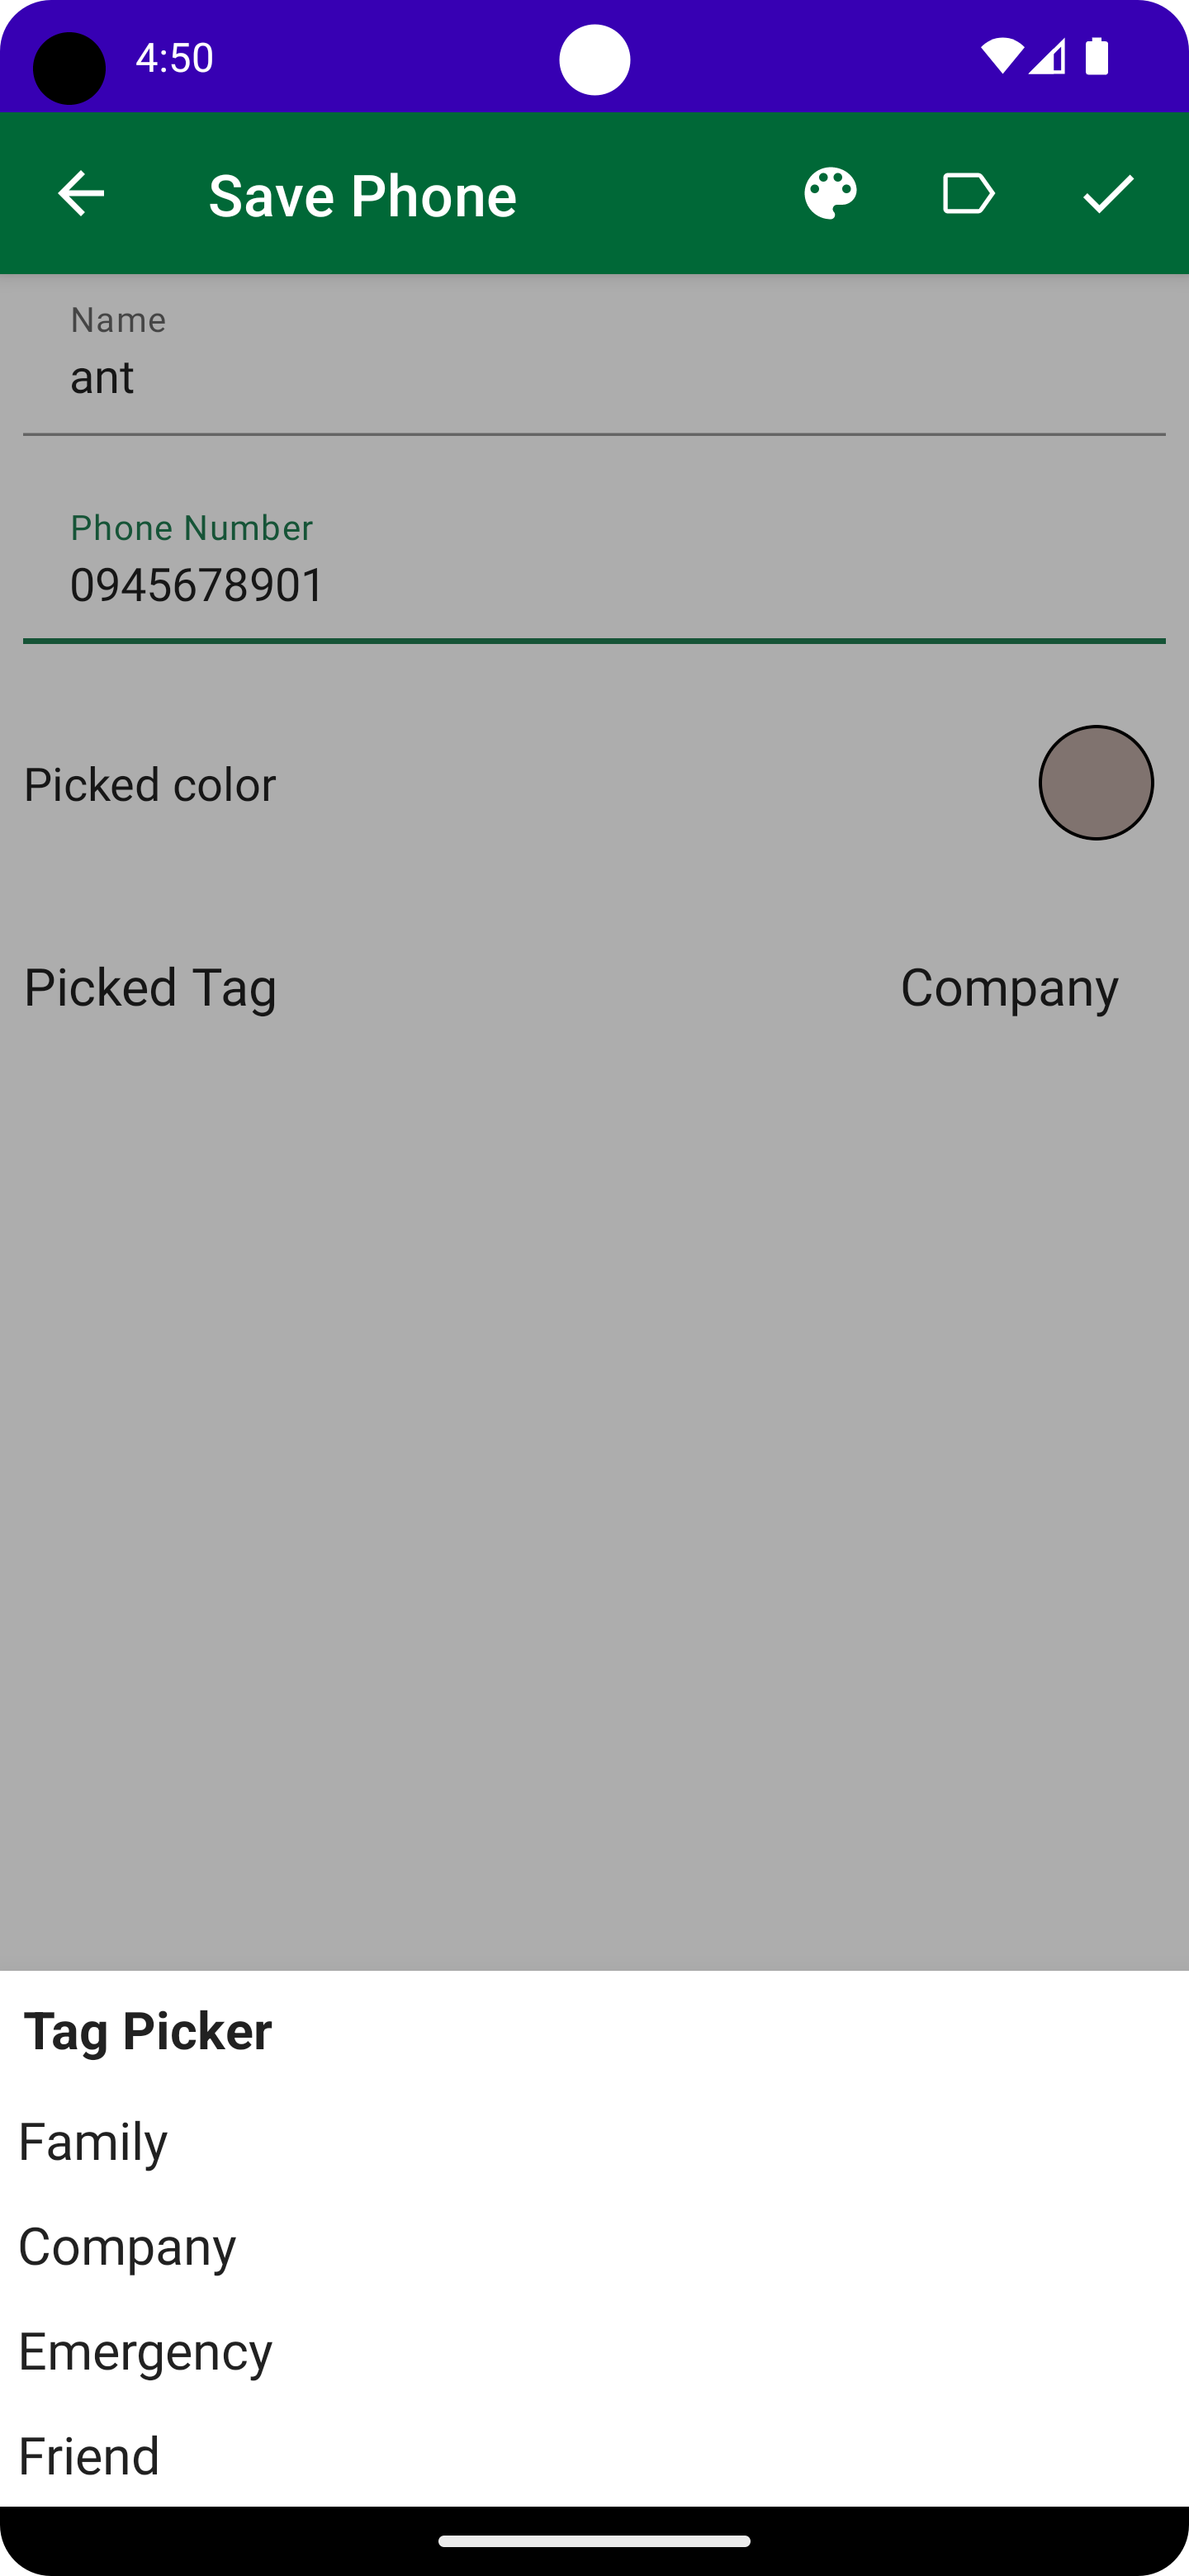 4:50
Save Phone
Name
ant
Phone Number
0945678901
Picked color
Picked Tag Company
Tag Picker
Family
Company
Emergency
Friend